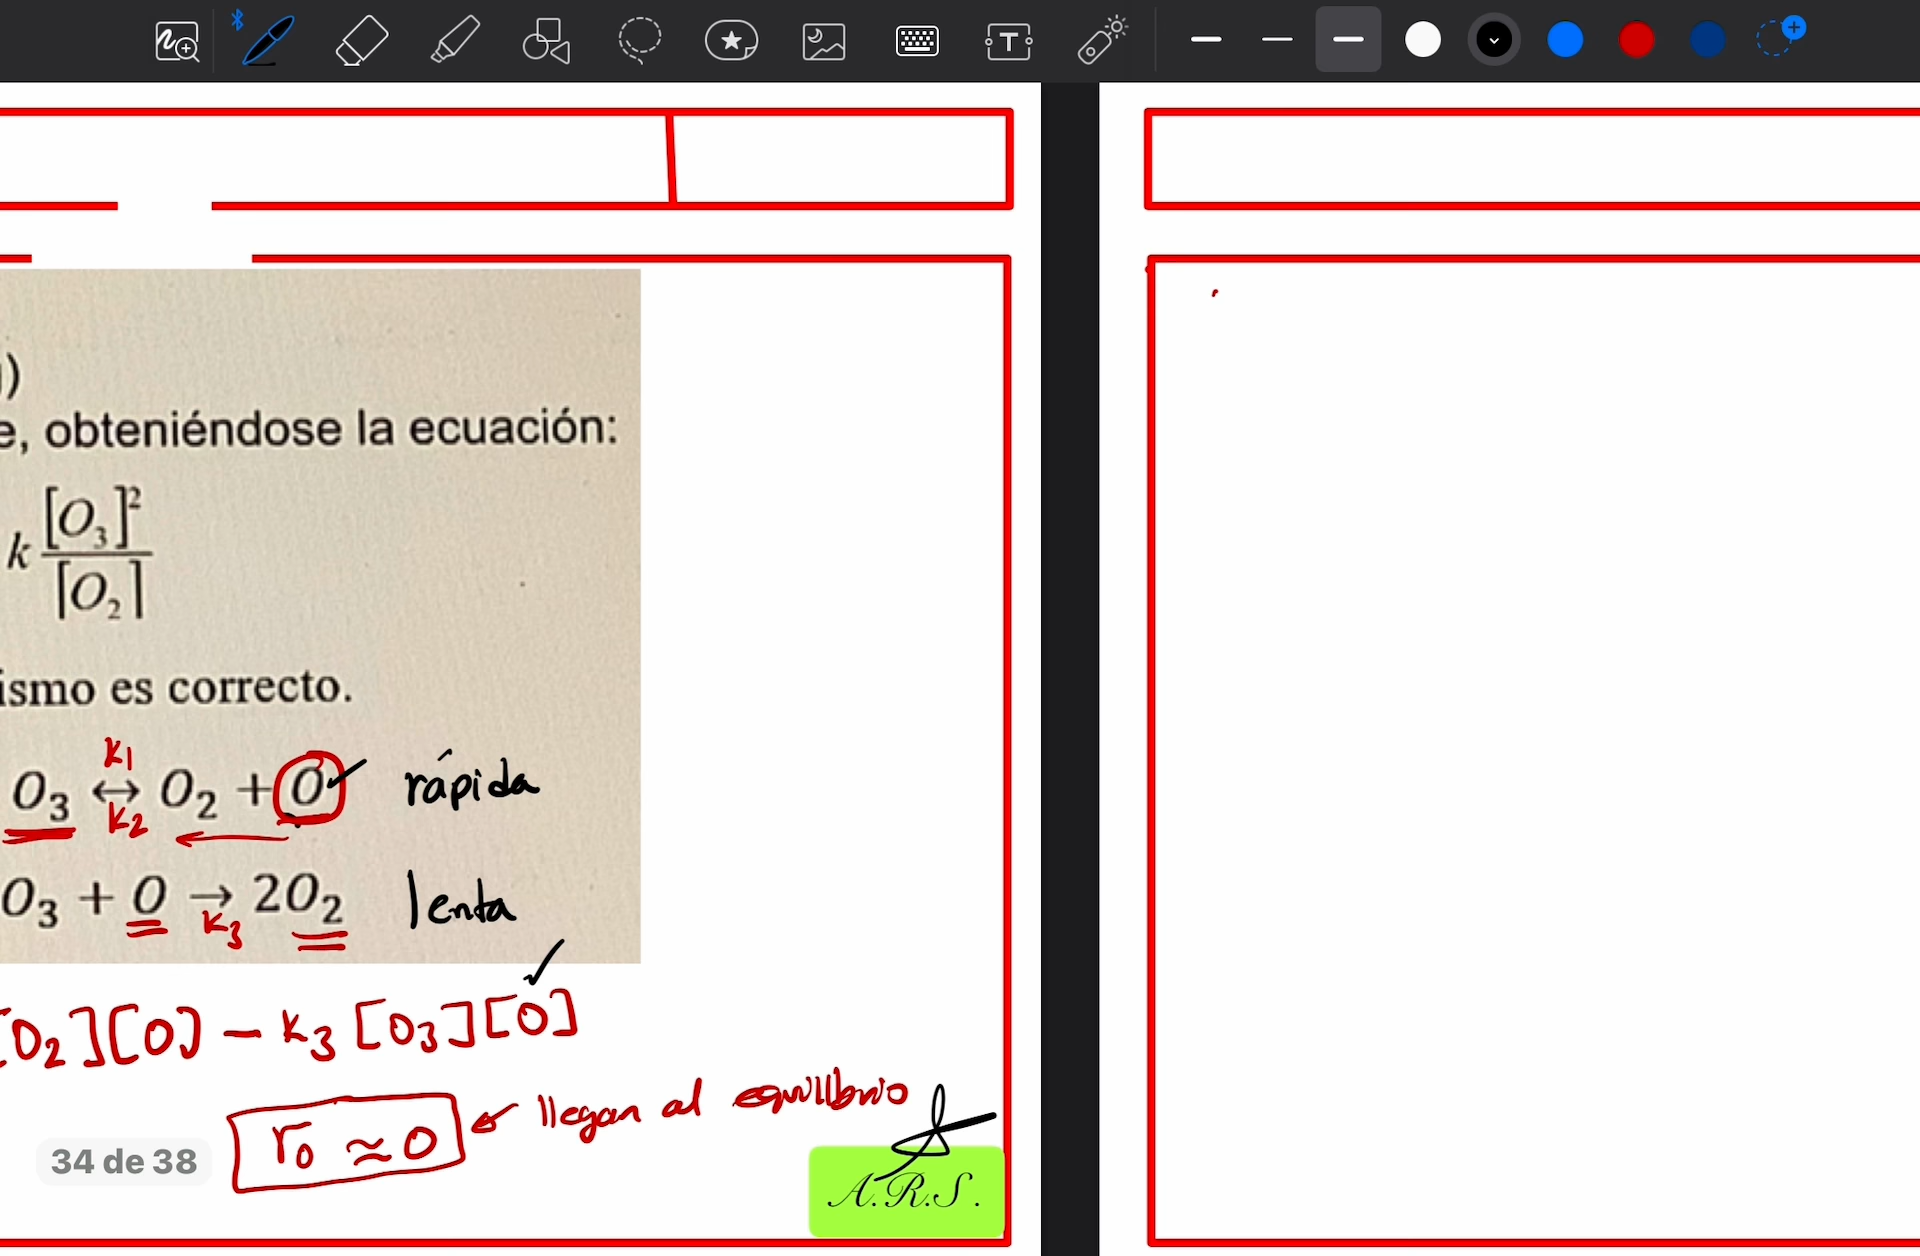 )
e, obteniéndose la ecuación:
k [O₃]²
[O₂]
ismo es correcto.
K1
O₃ ↔ O₂ + O rápida
K2
O₃ + O → 2O₂ lenta
K3
[O₂][O] - K₃ [O₃][O]
r₀ ≈ 0 llegan al equilibrio
34 de 38
A.R.S.